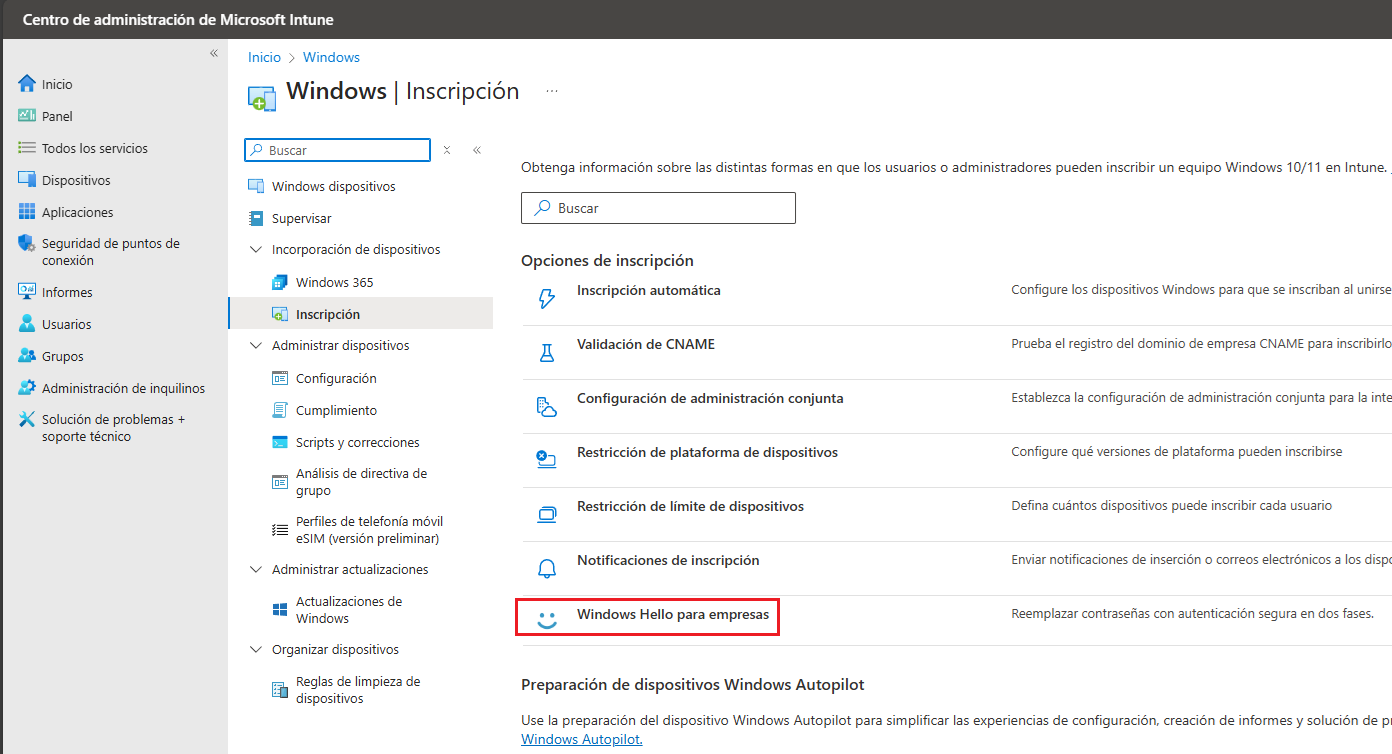 Centro de administración de Microsoft Intune
Inicio
Panel
Todos los servicios
Dispositivos
Aplicaciones
Seguridad de puntos de
conexión
Informes
Usuarios
Grupos
Administración de inquilinos
Solución de problemas +
soporte técnico
Inicio > Windows
Windows | Inscripción ...
Buscar
Windows dispositivos
Supervisar
Incorporación de dispositivos
Windows 365
Inscripción
Administrar dispositivos
Configuración
Cumplimiento
Scripts y correcciones
Análisis de directiva de
grupo
Perfiles de telefonía móvil
eSIM (versión preliminar)
Administrar actualizaciones
Actualizaciones de
Windows
Organizar dispositivos
Reglas de limpieza de
dispositivos
Obtenga información sobre las distintas formas en que los usuarios o administradores pueden inscribir un equipo Windows 10/11 en Intune.
Buscar
Opciones de inscripción
Inscripción automática
Configure los dispositivos Windows para que se inscriban al unirse
Validación de CNAME
Prueba el registro del dominio de empresa CNAME para inscribirlo
Configuración de administración conjunta
Establezca la configuración de administración conjunta para la inte
Restricción de plataforma de dispositivos
Configure qué versiones de plataforma pueden inscribirse
Restricción de límite de dispositivos
Defina cuántos dispositivos puede inscribir cada usuario
Notificaciones de inscripción
Enviar notificaciones de inserción o correos electrónicos a los dispo
Windows Hello para empresas
Reemplazar contraseñas con autenticación segura en dos fases.
Preparación de dispositivos Windows Autopilot
Use la preparación del dispositivo Windows Autopilot para simplificar las experiencias de configuración, creación de informes y solución de pr
Windows Autopilot.